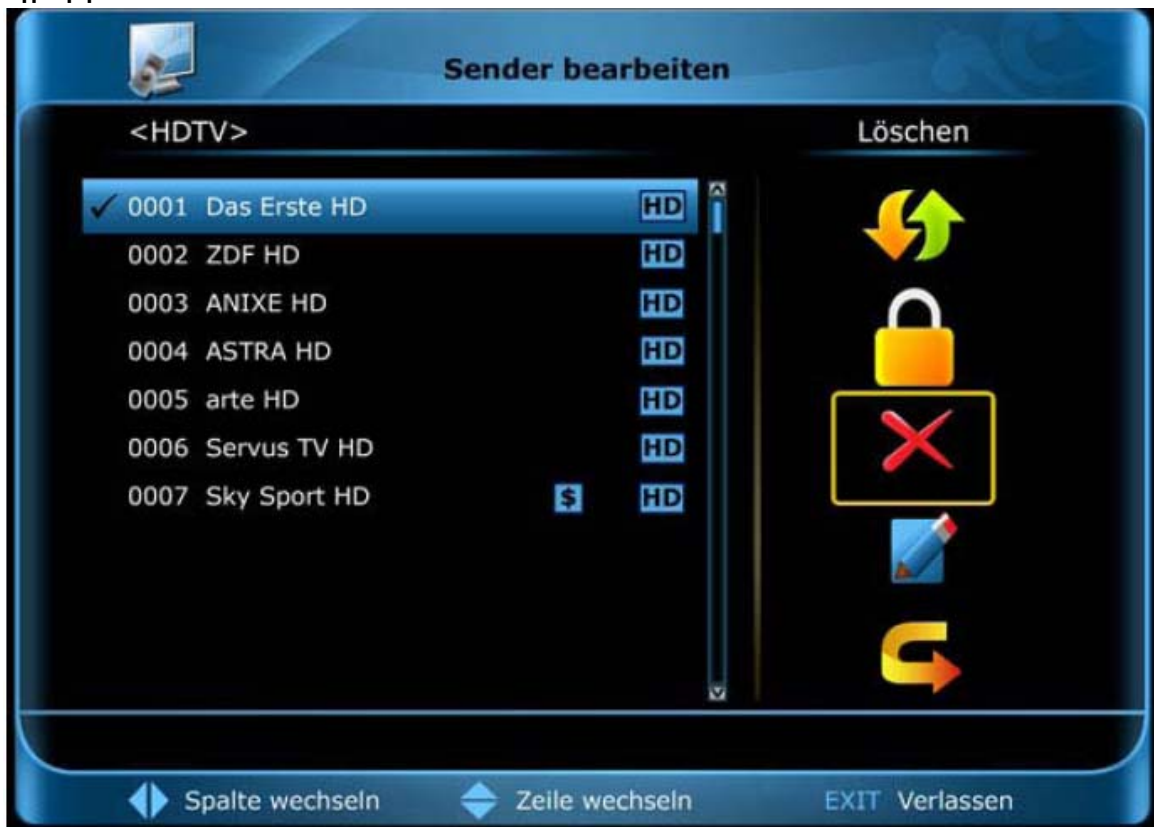 Sender bearbeiten
<HDTV>
Löschen
0001 Das Erste HD HD
0002 ZDF HD HD
0003 ANIXE HD HD
0004 ASTRA HD HD
0005 arte HD HD
0006 Servus TV HD HD
0007 Sky Sport HD $ HD
Spalte wechseln Zeile wechseln EXIT Verlassen